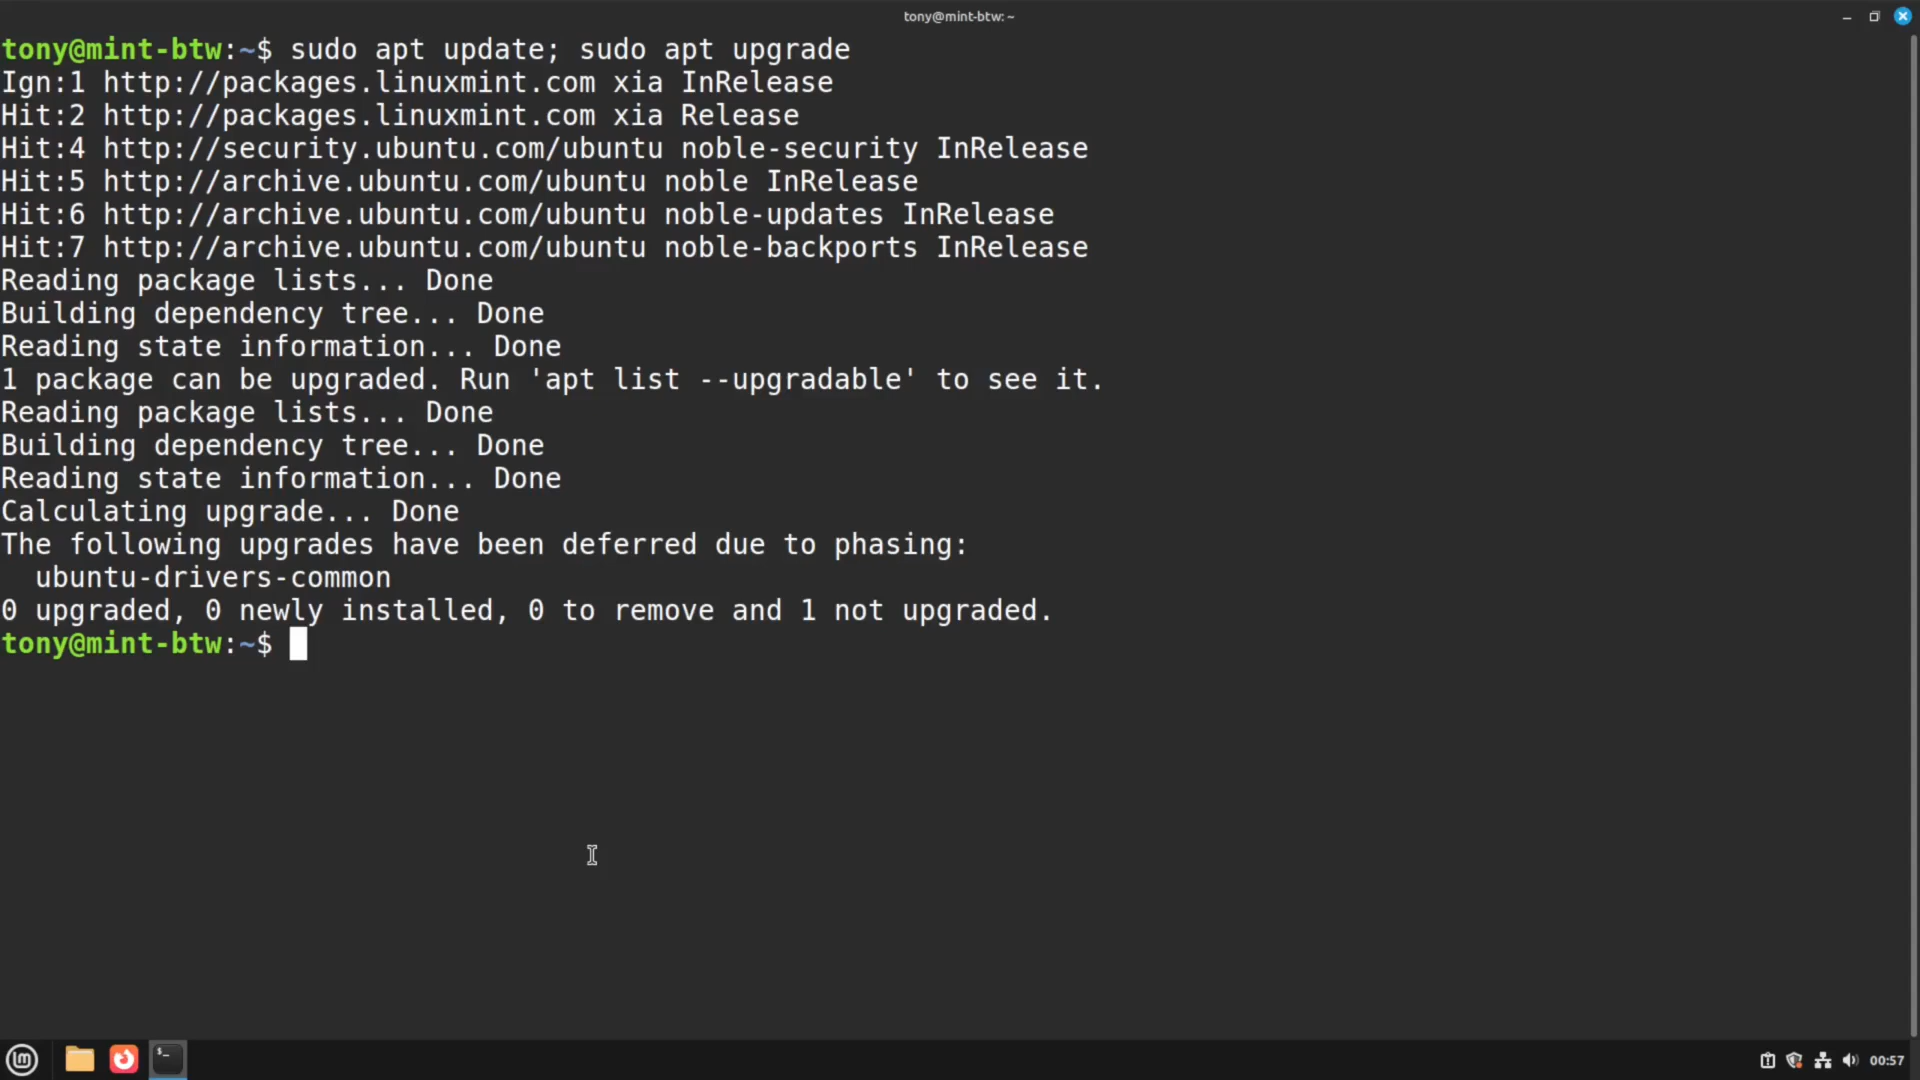 tony@mint-btw: ~
tony@mint-btw:~$ sudo apt update; sudo apt upgrade
Ign:1 http://packages.linuxmint.com xia InRelease
Hit:2 http://packages.linuxmint.com xia Release
Hit:4 http://security.ubuntu.com/ubuntu noble-security InRelease
Hit:5 http://archive.ubuntu.com/ubuntu noble InRelease
Hit:6 http://archive.ubuntu.com/ubuntu noble-updates InRelease
Hit:7 http://archive.ubuntu.com/ubuntu noble-backports InRelease
Reading package lists... Done
Building dependency tree... Done
Reading state information... Done
1 package can be upgraded. Run 'apt list --upgradable' to see it.
Reading package lists... Done
Building dependency tree... Done
Reading state information... Done
Calculating upgrade... Done
The following upgrades have been deferred due to phasing:
  ubuntu-drivers-common
0 upgraded, 0 newly installed, 0 to remove and 1 not upgraded.
tony@mint-btw:~$
00:57